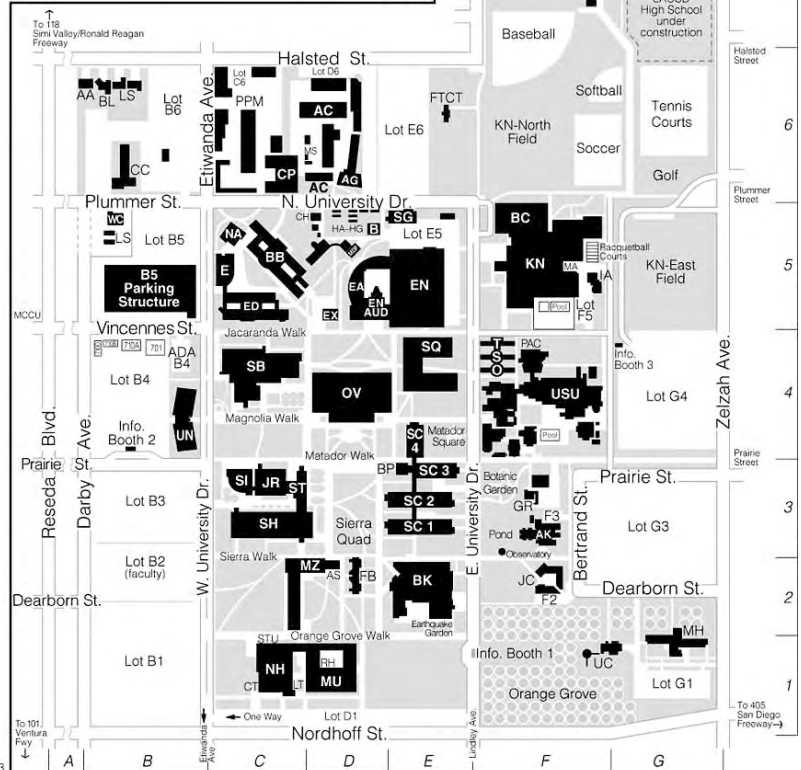 To 118
Simi Valley/Ronald Reagan
Freeway
High School
under
construction
Baseball
Halsted St.
Halsted
Street
Lot
C6
Lot D6
AA
BL
LS
Lot
B6
Etiwanda Ave.
PPM
AC
FTCT
Softball
Tennis
Courts
6
Lot E6
KN-North
Field
Soccer
MS
CC
CP
AC
AG
Golf
Plummer St.
N. University Dr.
Plummer
Street
WC
LS
Lot B5
NA
CH
HA–HG
B
SG
Lot E5
BC
BB
Racquetball
Courts
KN
MA
IA
KN-East
Field
5
E
EA
EN
EN
AUD
B5
Parking
Structure
ED
EX
Pool
Lot
F5
MCCU
Vincennes St.
Jacaranda Walk
710A
701
ADA
B4
SB
SQ
T
S
O
PAC
Info.
Booth 3
Zelzah Ave.
Lot B4
OV
USU
Lot G4
4
Magnolia Walk
Info.
Booth 2
UN
SC
4
Matador
Square
Pool
Matador Walk
Prairie St.
BP
SC 3
Prairie
Street
Prairie St.
Reseda Blvd.
Darby Ave.
W. University Dr.
E. University Dr.
Bertrand St.
SI
JR
ST
Botanic
Garden
Lot B3
SC 2
GR
SH
Sierra
Quad
SC 1
F3
Pond
AK
Lot G3
3
Sierra Walk
Observatory
Lot B2
(faculty)
MZ
AS
FB
BK
JC
F2
Dearborn St.
Dearborn St.
2
Earthquake
Garden
Orange Grove Walk
STU
MH
Lot B1
NH
RH
MU
CT
LT
Info. Booth 1
UC
Lot G1
1
Orange Grove
To 101
Ventura
Fwy
One Way
Lot D1
Nordhoff St.
To 405
San Diego
Freeway
Etiwanda
Ave.
Lindley Ave.
A
B
C
D
E
F
G